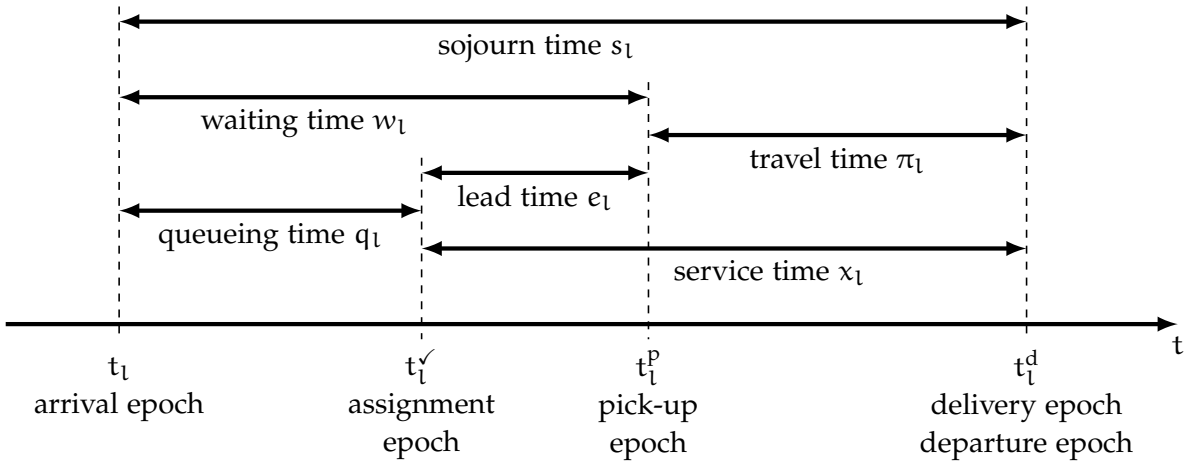 sojourn time s_l
waiting time w_l
travel time π_l
lead time e_l
queueing time q_l
service time x_l
t
t_l
arrival epoch
t_l^✓
assignment
epoch
t_l^p
pick-up
epoch
t_l^d
delivery epoch
departure epoch